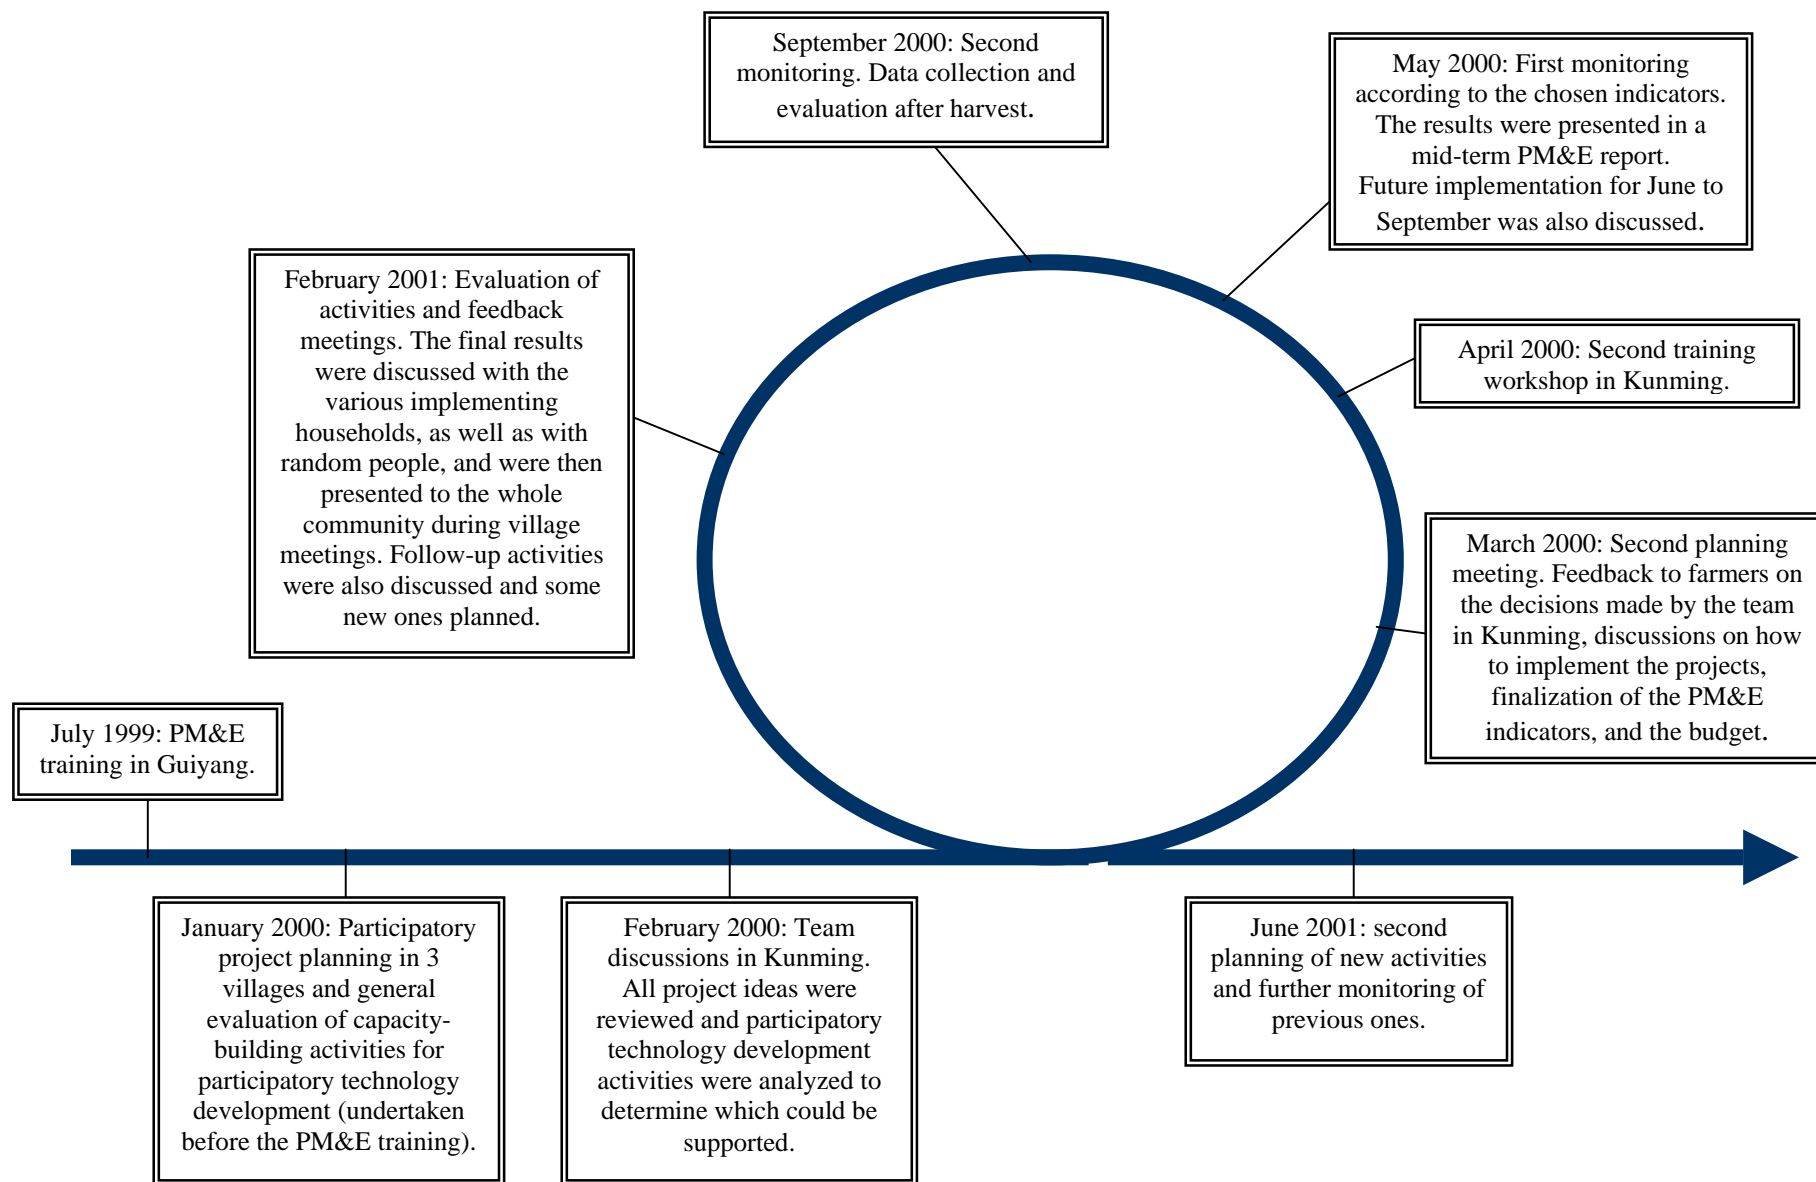 September 2000: Second
monitoring. Data collection and
evaluation after harvest.
May 2000: First monitoring
according to the chosen indicators.
The results were presented in a
mid-term PM&E report.
Future implementation for June to
September was also discussed.
February 2001: Evaluation of
activities and feedback
meetings. The final results
were discussed with the
various implementing
households, as well as with
random people, and were then
presented to the whole
community during village
meetings. Follow-up activities
were also discussed and some
new ones planned.
April 2000: Second training
workshop in Kunming.
March 2000: Second planning
meeting. Feedback to farmers on
the decisions made by the team
in Kunming, discussions on how
to implement the projects,
finalization of the PM&E
indicators, and the budget.
July 1999: PM&E
training in Guiyang.
January 2000: Participatory
project planning in 3
villages and general
evaluation of capacity-
building activities for
participatory technology
development (undertaken
before the PM&E training).
February 2000: Team
discussions in Kunming.
All project ideas were
reviewed and participatory
technology development
activities were analyzed to
determine which could be
supported.
June 2001: second
planning of new activities
and further monitoring of
previous ones.